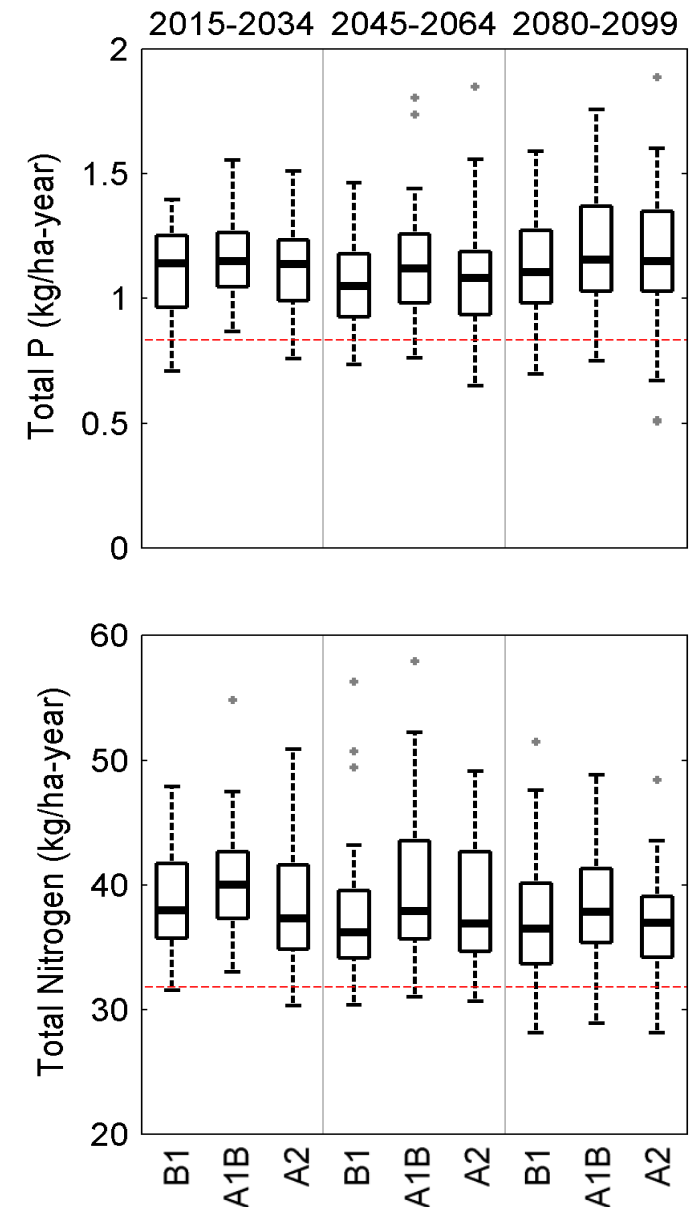 2015-2034 2045-2064 2080-2099
2
1.5
1
0.5
0
Total P (kg/ha-year)
60
50
40
30
20
Total Nitrogen (kg/ha-year)
B1 A1B A2 B1 A1B A2 B1 A1B A2